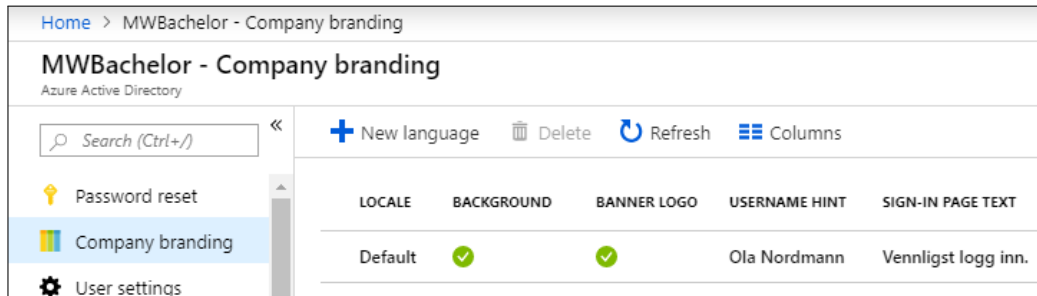 Home > MWBachelor - Company branding
MWBachelor - Company branding
Azure Active Directory
Search (Ctrl+/)
«
New language Delete Refresh Columns
Password reset
Company branding
User settings
LOCALE BACKGROUND BANNER LOGO USERNAME HINT SIGN-IN PAGE TEXT
Default Ola Nordmann Vennligst logg inn.